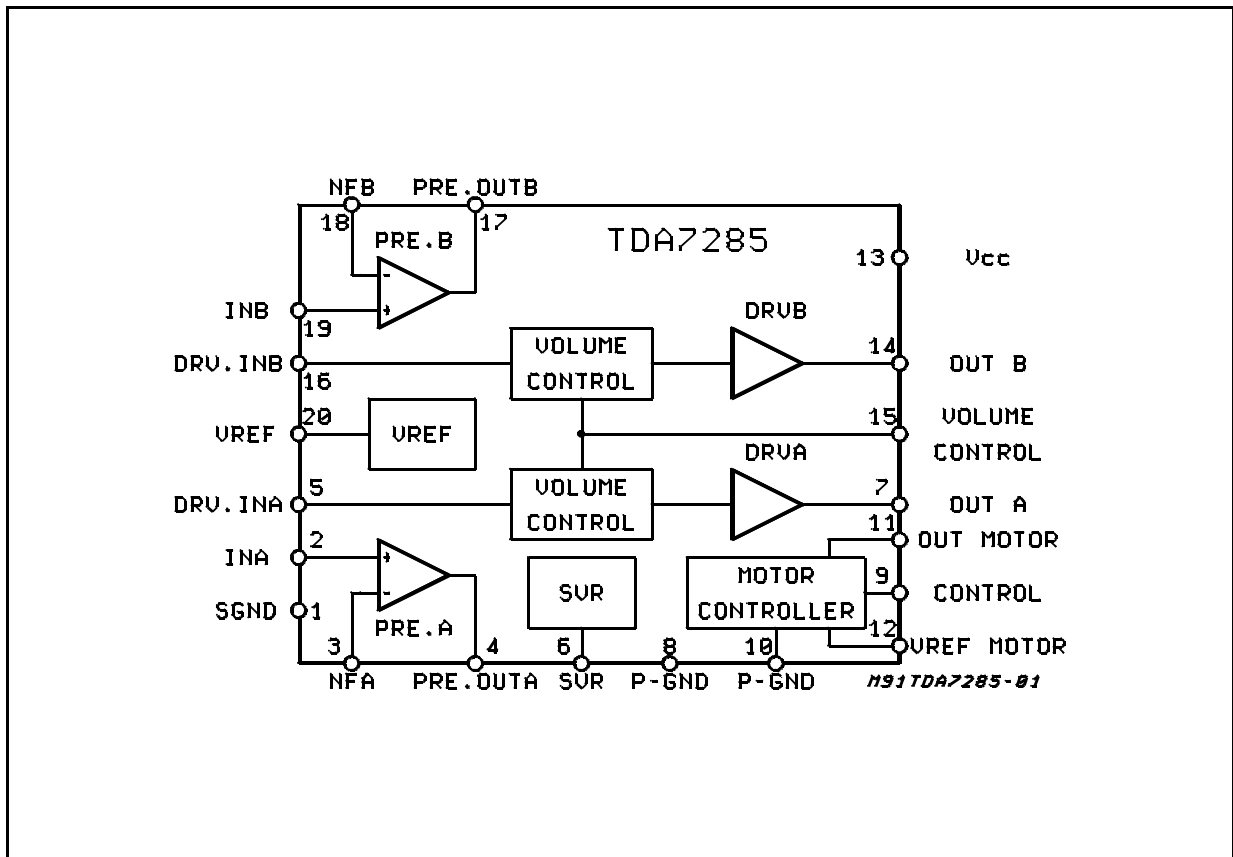 NFB PRE.OUTB
18 17
PRE.B TDA7285
13 Vcc
-
INB +
19
DRVB
DRV.INB VOLUME 14 OUT B
16 CONTROL
20 15 VOLUME
VREF VREF
CONTROL
DRVA
5 VOLUME 7
DRV.INA CONTROL OUT A
11
2 OUT MOTOR
INA +
MOTOR 9
SVR CONTROL
- CONTROLLER
SGND 1
PRE.A 12
3 4 6 8 10 VREF MOTOR
NFA PRE.OUTA SVR P-GND P-GND M91TDA7285-01